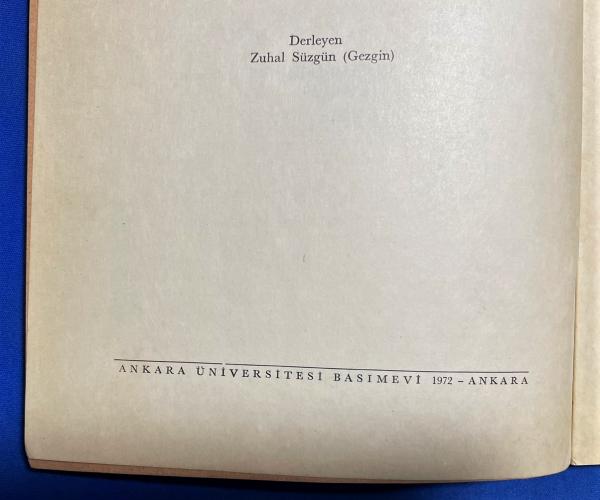 Derleyen
Zuhal Süzgün (Gezgin)
ANKARA ÜNİVERSİTESİ BASIMEVİ 1972 – ANKARA